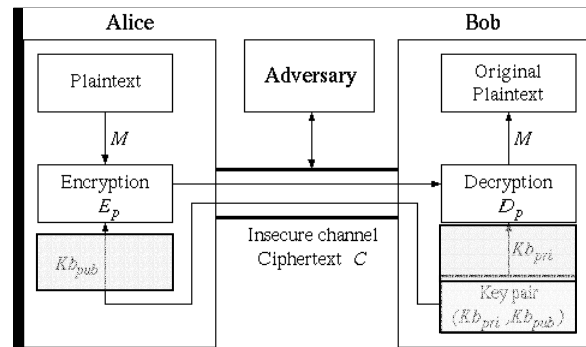 Alice
Bob
Plaintext
Adversary
Original
Plaintext
M
M
Encryption
E_p
Decryption
D_p
Insecure channel
Ciphertext C
Kb_pub
Kb_pri
Key pair
(Kb_pri, Kb_pub)